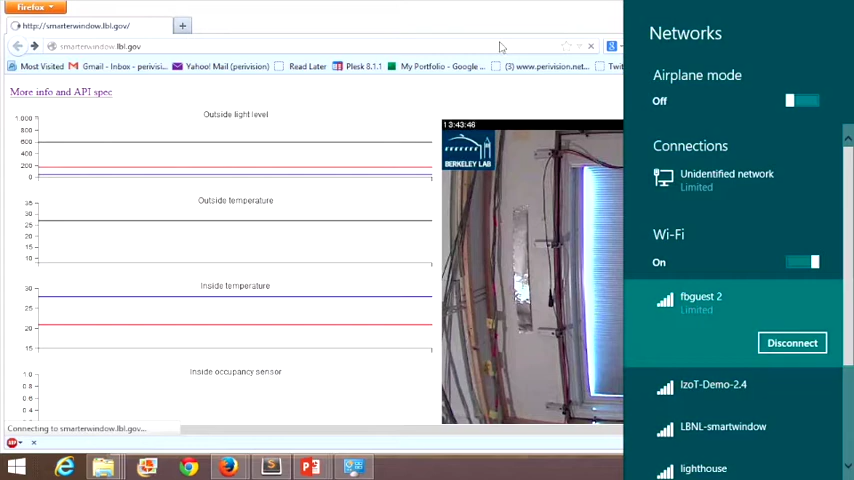 Firefox
http://smarterwindow.lbl.gov/
smarterwindow.lbl.gov
Most Visited
Gmail - Inbox - perivisi...
Yahoo! Mail (perivision)
Read Later
Plesk 8.1.1
My Portfolio - Google ...
(3) www.perivision.net...
Twitt
More info and API spec
Outside light level
1 000
800
600
400
200
0
Outside temperature
35
30
25
20
15
10
Inside temperature
30
25
20
15
Inside occupancy sensor
1.0
0.8
0.6
0.4
Connecting to smarterwindow.lbl.gov...
13:43:46
BERKELEY LAB
Networks
Airplane mode
Off
Connections
Unidentified network
Limited
Wi-Fi
On
fbguest 2
Limited
Disconnect
IzoT-Demo-2.4
LBNL-smartwindow
lighthouse